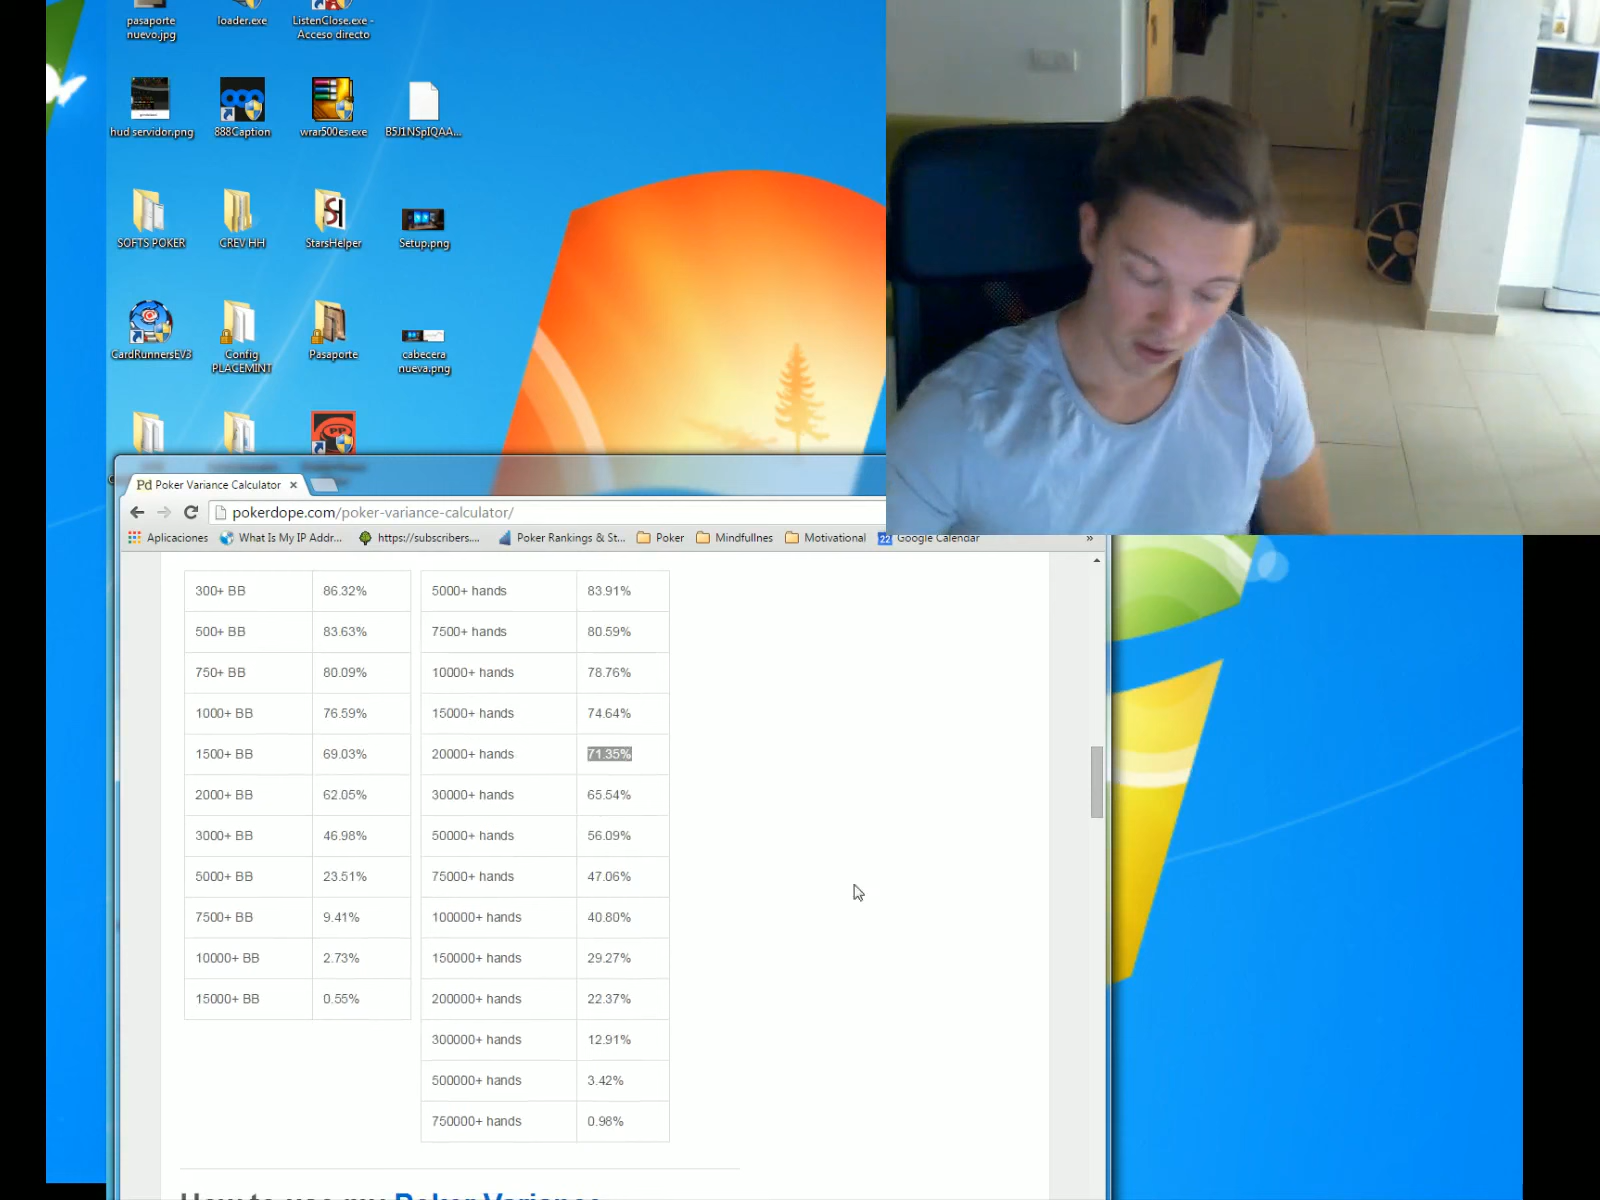 pasaporte
nuevo.jpg
loader.exe
ListenClose.exe -
Acceso directo
hud servidor.png
888Caption
wrar500es.exe
B5J1NSpIQAA...
SOFTS POKER
CREV HH
StarsHelper
Setup.png
CardRunnersEV3
Config
PLACEMINT
Pasaporte
cabecera
nueva.png
Pd Poker Variance Calculator
pokerdope.com/poker-variance-calculator/
Aplicaciones What Is My IP Addr... https://subscribers.... Poker Rankings & St... Poker Mindfullnes Motivational 22 Google Calendar »
300+ BB 86.32% 5000+ hands 83.91%
500+ BB 83.63% 7500+ hands 80.59%
750+ BB 80.09% 10000+ hands 78.76%
1000+ BB 76.59% 15000+ hands 74.64%
1500+ BB 69.03% 20000+ hands 71.35%
2000+ BB 62.05% 30000+ hands 65.54%
3000+ BB 46.98% 50000+ hands 56.09%
5000+ BB 23.51% 75000+ hands 47.06%
7500+ BB 9.41% 100000+ hands 40.80%
10000+ BB 2.73% 150000+ hands 29.27%
15000+ BB 0.55% 200000+ hands 22.37%
300000+ hands 12.91%
500000+ hands 3.42%
750000+ hands 0.98%
How to use my Poker Variance